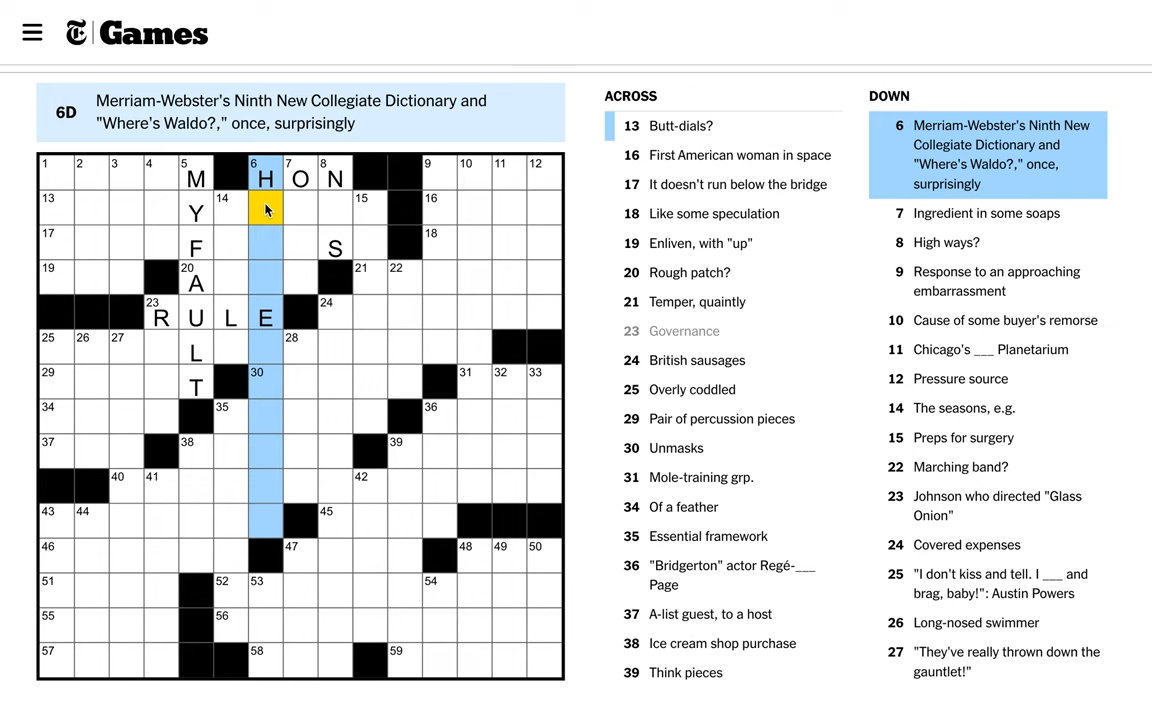 Games
6D Merriam-Webster's Ninth New Collegiate Dictionary and
"Where's Waldo?," once, surprisingly
1 2 3 4 5 6 7 8 9 10 11 12
M H O N
13 14 15 16
Y
17 18
F S
19 20 21 22
A
23 24
R U L E
25 26 27 28
L
29 30 31 32 33
T
34 35 36
37 38 39
40 41 42
43 44 45
46 47 48 49 50
51 52 53 54
55 56
57 58 59
ACROSS
13 Butt-dials?
16 First American woman in space
17 It doesn't run below the bridge
18 Like some speculation
19 Enliven, with "up"
20 Rough patch?
21 Temper, quaintly
23 Governance
24 British sausages
25 Overly coddled
29 Pair of percussion pieces
30 Unmasks
31 Mole-training grp.
34 Of a feather
35 Essential framework
36 "Bridgerton" actor Regé-___
Page
37 A-list guest, to a host
38 Ice cream shop purchase
39 Think pieces
DOWN
6 Merriam-Webster's Ninth New
Collegiate Dictionary and
"Where's Waldo?," once,
surprisingly
7 Ingredient in some soaps
8 High ways?
9 Response to an approaching
embarrassment
10 Cause of some buyer's remorse
11 Chicago's ___ Planetarium
12 Pressure source
14 The seasons, e.g.
15 Preps for surgery
22 Marching band?
23 Johnson who directed "Glass
Onion"
24 Covered expenses
25 "I don't kiss and tell. I ___ and
brag, baby!": Austin Powers
26 Long-nosed swimmer
27 "They've really thrown down the
gauntlet!"